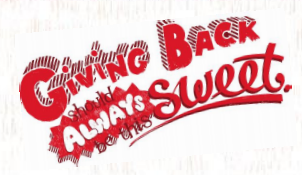 GIVING BACK
should
ALWAYS
be this
sweet.